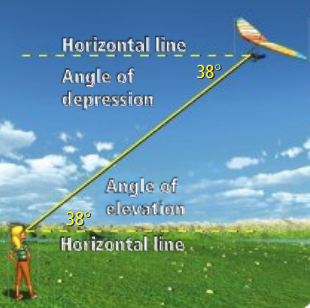 Horizontal line
Angle of
depression
38°
Angle of
elevation
38°
Horizontal line